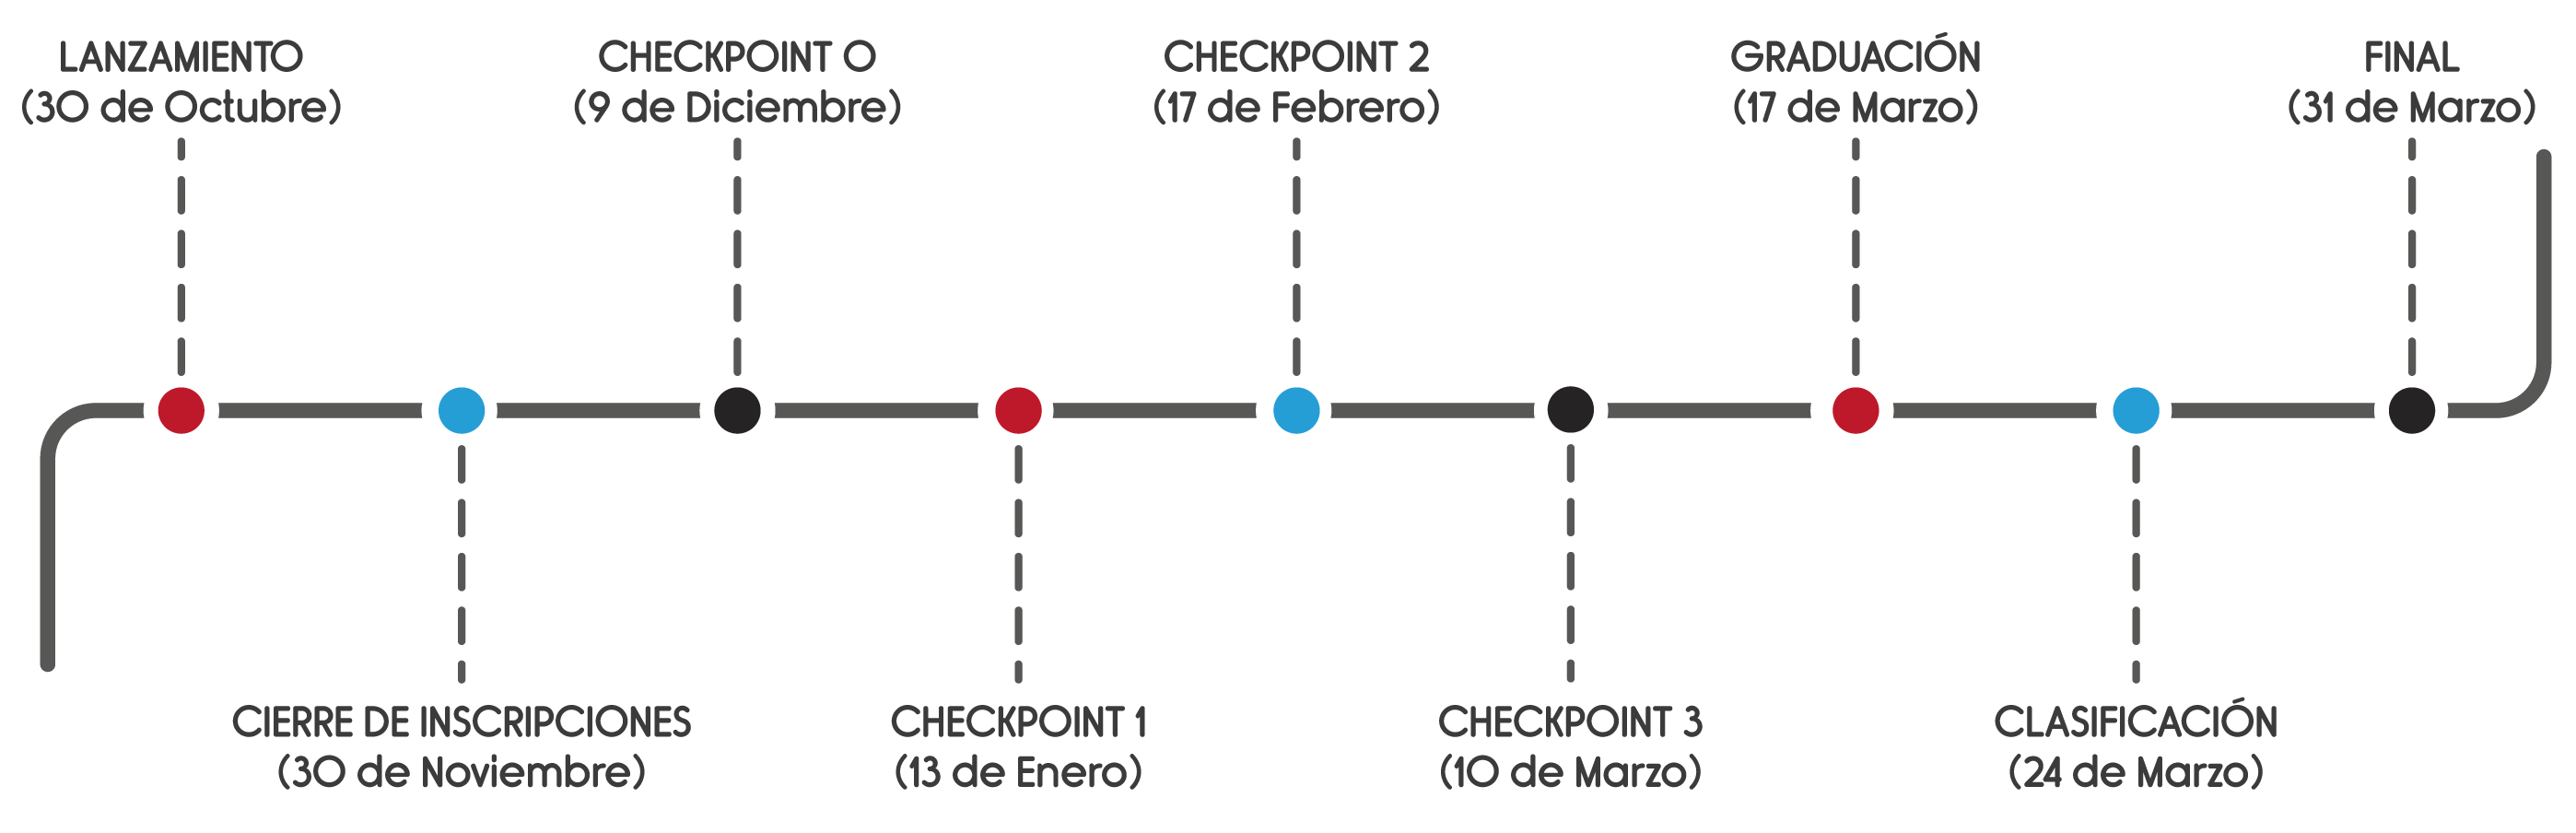 LANZAMIENTO
(30 de Octubre)
CIERRE DE INSCRIPCIONES
(30 de Noviembre)
CHECKPOINT 0
(9 de Diciembre)
CHECKPOINT 1
(13 de Enero)
CHECKPOINT 2
(17 de Febrero)
CHECKPOINT 3
(10 de Marzo)
GRADUACIÓN
(17 de Marzo)
CLASIFICACIÓN
(24 de Marzo)
FINAL
(31 de Marzo)